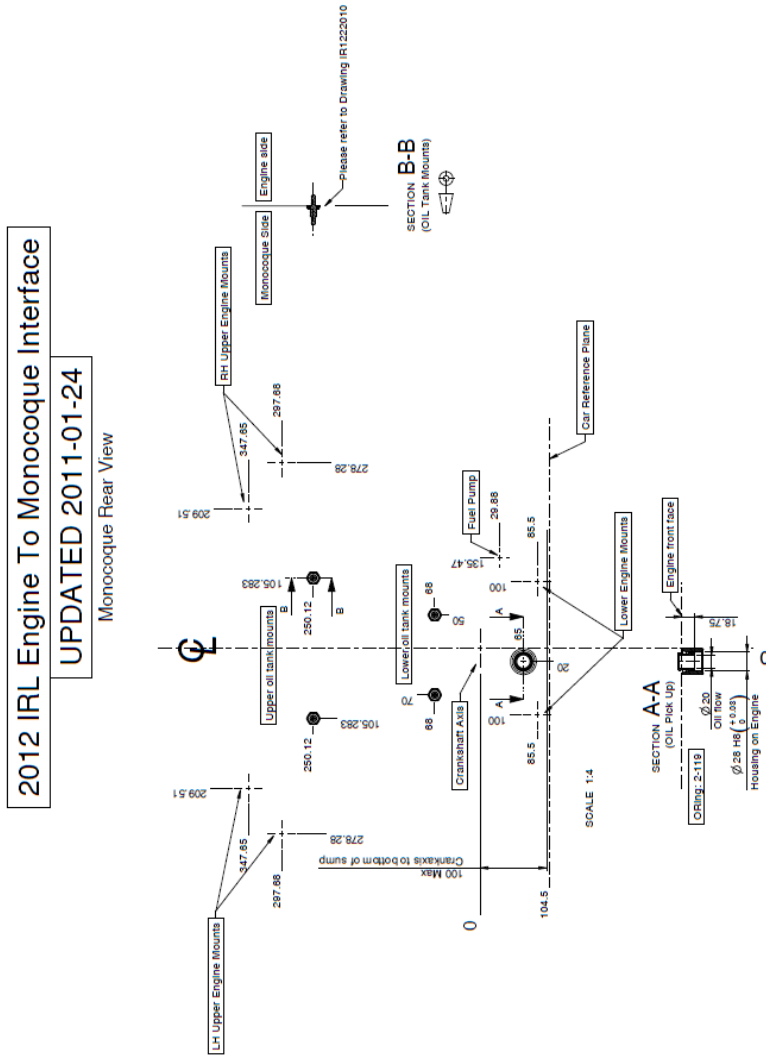 2012 IRL Engine To Monocoque Interface
UPDATED 2011-01-24
Monocoque Rear View
Engine side
Monocoque Side
Please refer to Drawing IR1222010
SECTION B-B
(OIL Tank Mounts)
RH Upper Engine Mounts
347.65
297.68
209.51
278.28
LH Upper Engine Mounts
209.51
347.65
297.68
278.28
CL
Upper oil tank mounts
105.283
250.12
B
B
250.12
105.283
Lower oil tank mounts
68
50
70
68
Fuel Pump
29.88
135.47
Car Reference Plane
Crankshaft Axis
A
A
65
20
100
85.5
100
85.5
Lower Engine Mounts
0
100 Max
Crankaxis to bottom of sump
104.5
SCALE 1:4
SECTION A-A
(OIL Pick Up)
Engine front face
18.75
ORing: 2-119
Ø 20
Oil flow
Ø 28 H8 (+0.03 0)
Housing on Engine
0